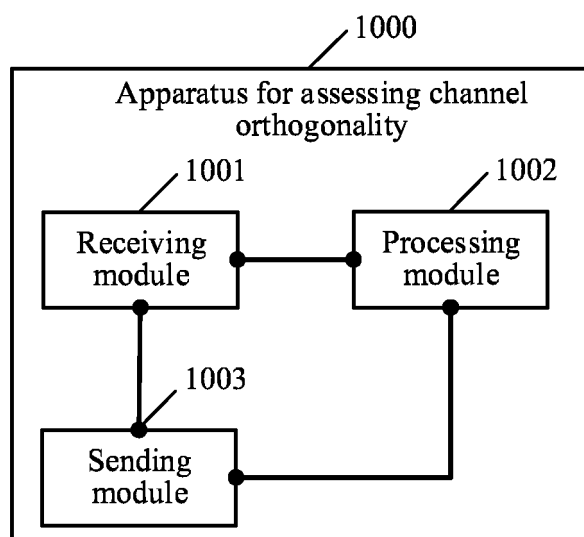 1000
Apparatus for assessing channel
orthogonality
1001
1002
Receiving
module
Processing
module
1003
Sending
module